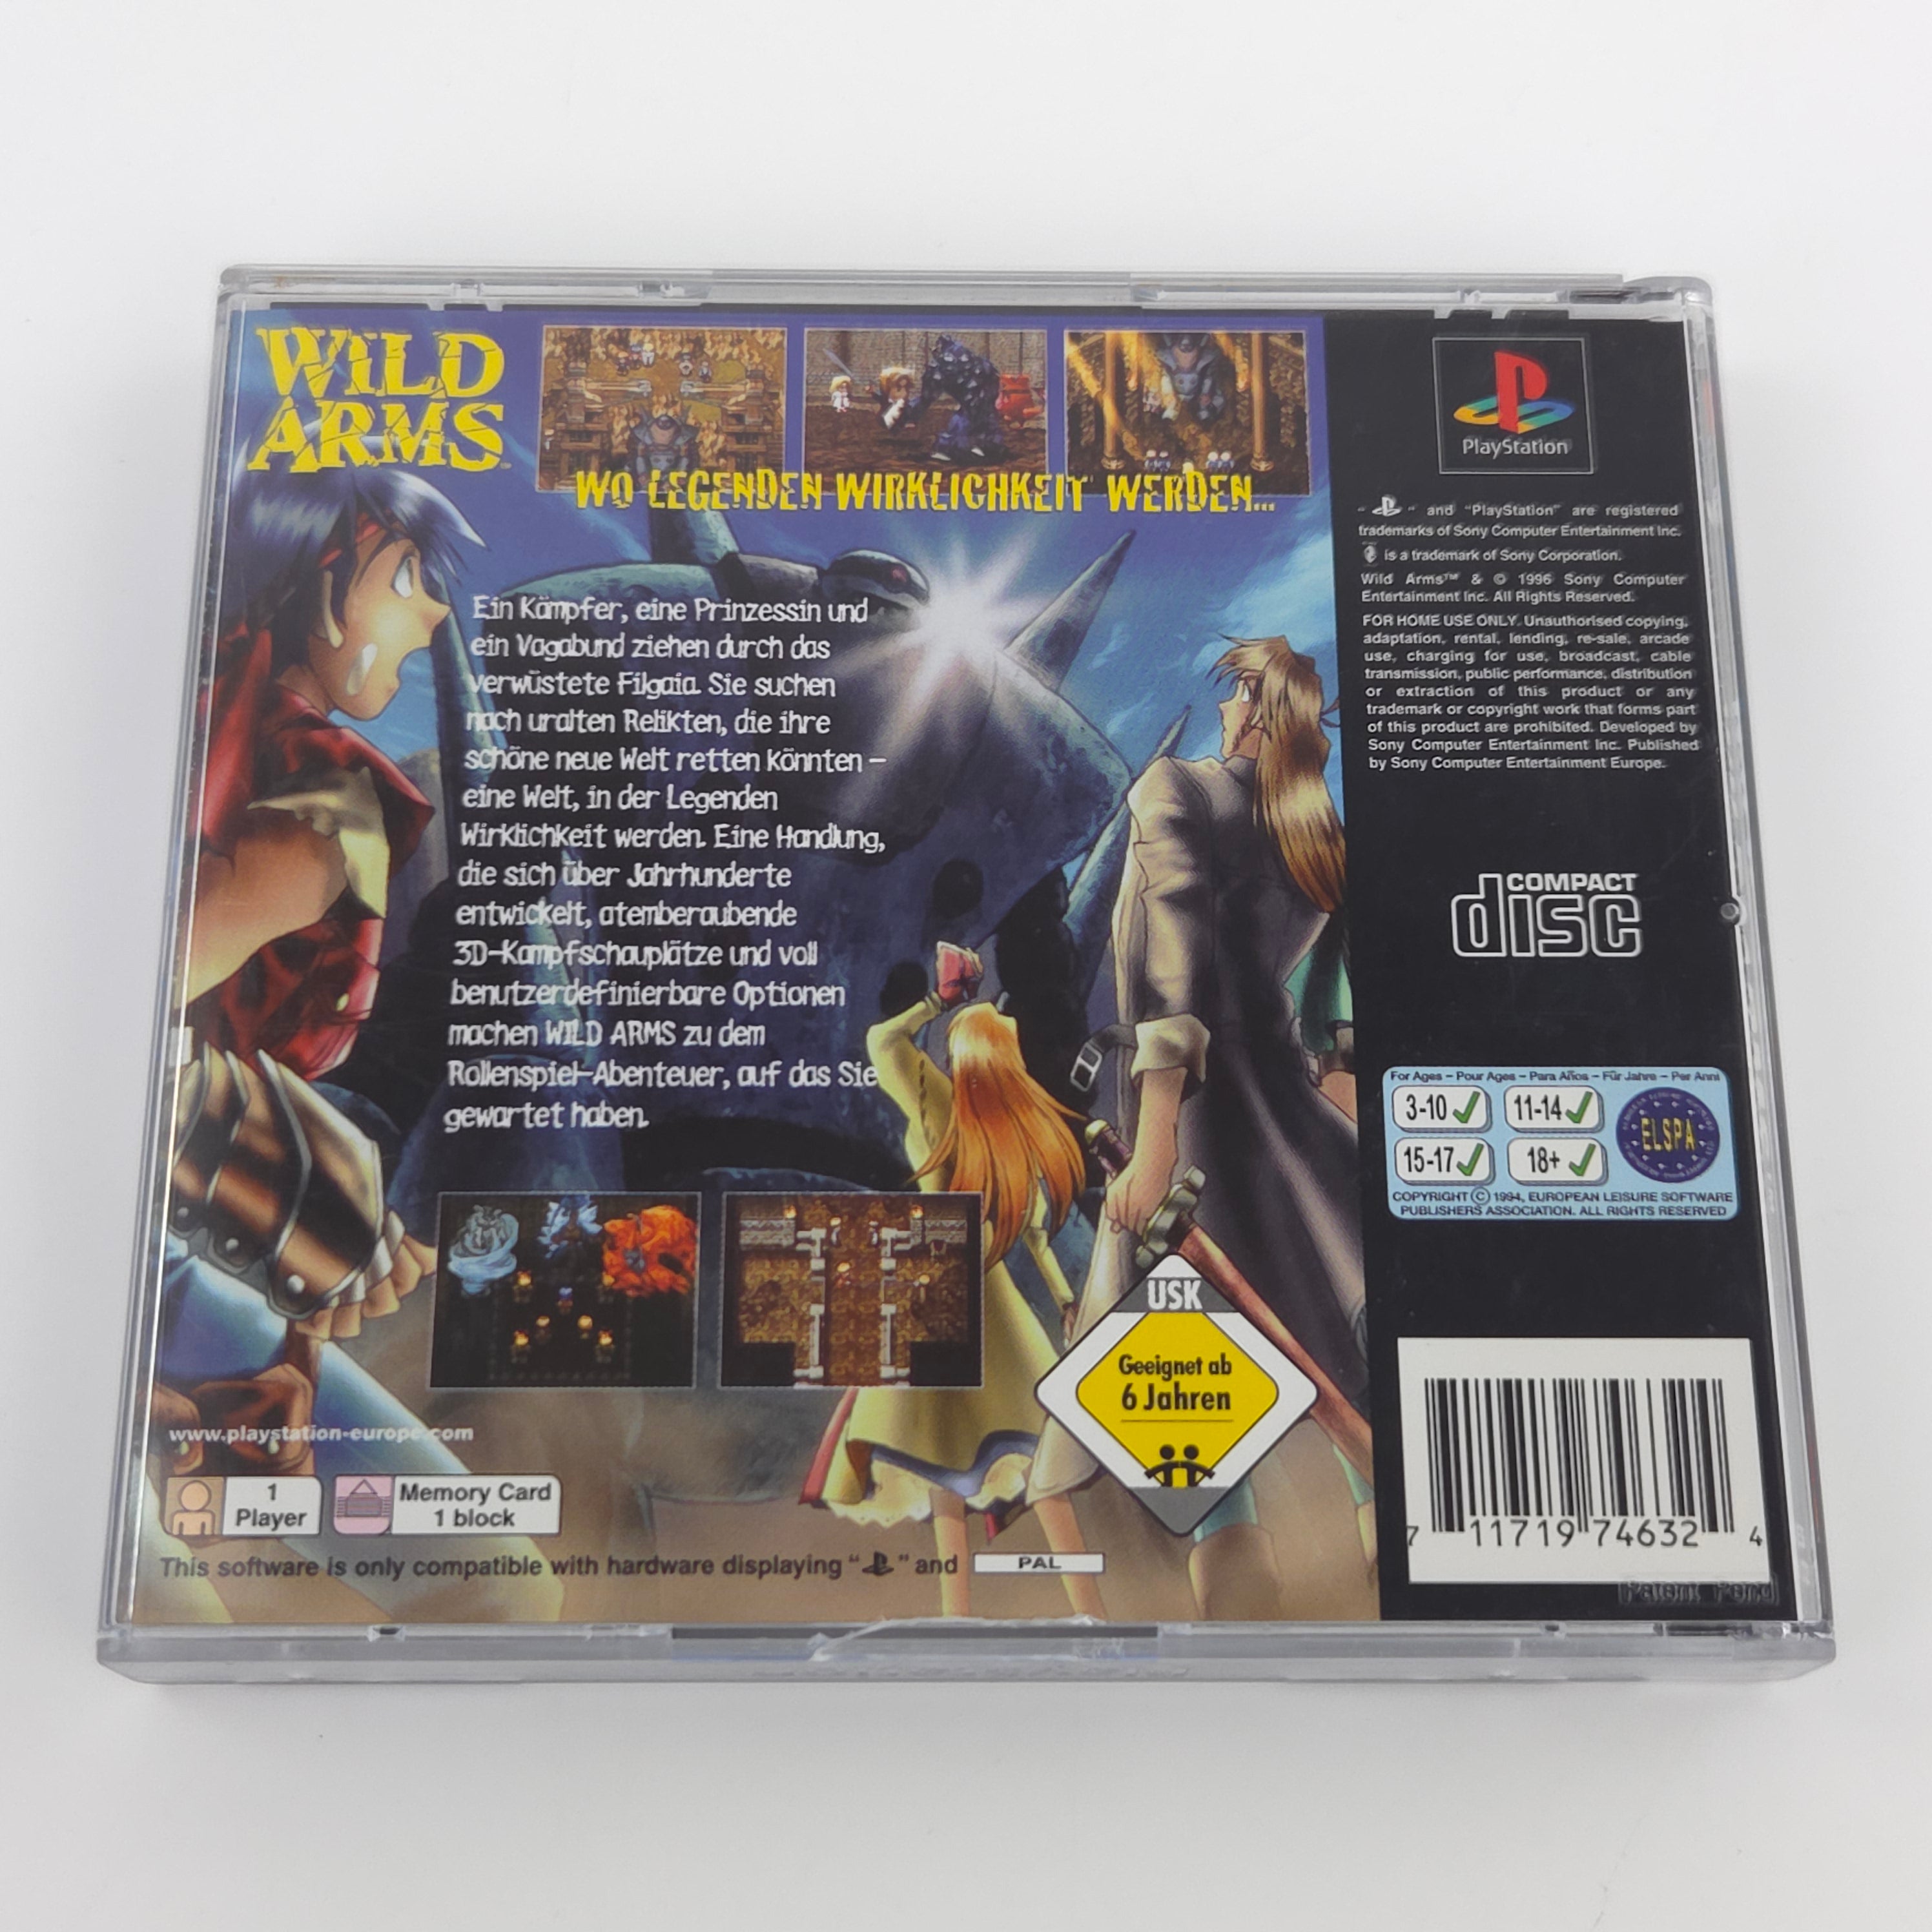 WILD
ARMS
WO LEGENDEN WIRKLICHKEIT WERDEN...
Ein Kämpfer, eine Prinzessin und
ein Vagabund ziehen durch das
verwüstete Filgaia. Sie suchen
nach uralten Relikten, die ihre
schöne neue Welt retten könnten –
eine Welt, in der Legenden
Wirklichkeit werden. Eine Handlung,
die sich über Jahrhunderte
entwickelt, atemberaubende
3D-Kampfschauplätze und voll
benutzerdefinierbare Optionen
machen WILD ARMS zu dem
Rollenspiel-Abenteuer, auf das Sie
gewartet haben.
USK
Geeignet ab
6 Jahren
www.playstation-europe.com
1
Player
Memory Card
1 block
This software is only compatible with hardware displaying “ ” and PAL
PlayStation
“ ” and “PlayStation” are registered
trademarks of Sony Computer Entertainment Inc.
is a trademark of Sony Corporation.
Wild Arms™ & © 1996 Sony Computer
Entertainment Inc. All Rights Reserved.
FOR HOME USE ONLY. Unauthorised copying,
adaptation, rental, lending, re-sale, arcade
use, charging for use, broadcast, cable
transmission, public performance, distribution
or extraction of this product or any
trademark or copyright work that forms part
of this product are prohibited. Developed by
Sony Computer Entertainment Inc. Published
by Sony Computer Entertainment Europe.
COMPACT
disc
For Ages – Pour Ages – Para Años – Für Jahre – Per Anni
3-10 11-14
15-17 18+
ELSPA
COPYRIGHT © 1994, EUROPEAN LEISURE SOFTWARE
PUBLISHERS ASSOCIATION. ALL RIGHTS RESERVED
7 11719 74632 4
Patent Pend